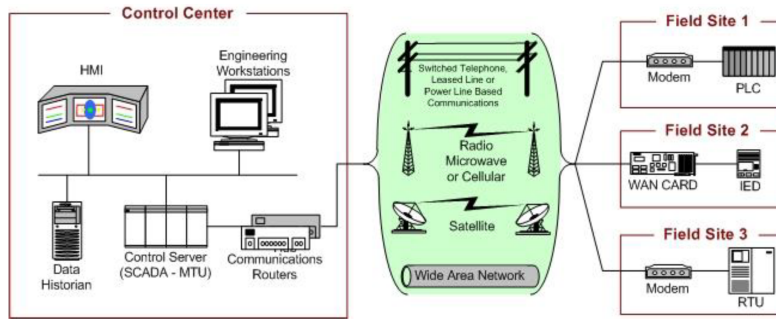 Control Center
HMI
Engineering
Workstations
Data
Historian
Control Server
(SCADA - MTU)
Communications
Routers
Switched Telephone,
Leased Line or
Power Line Based
Communications
Radio
Microwave
or Cellular
Satellite
Wide Area Network
Field Site 1
Modem
PLC
Field Site 2
WAN CARD
IED
Field Site 3
Modem
RTU